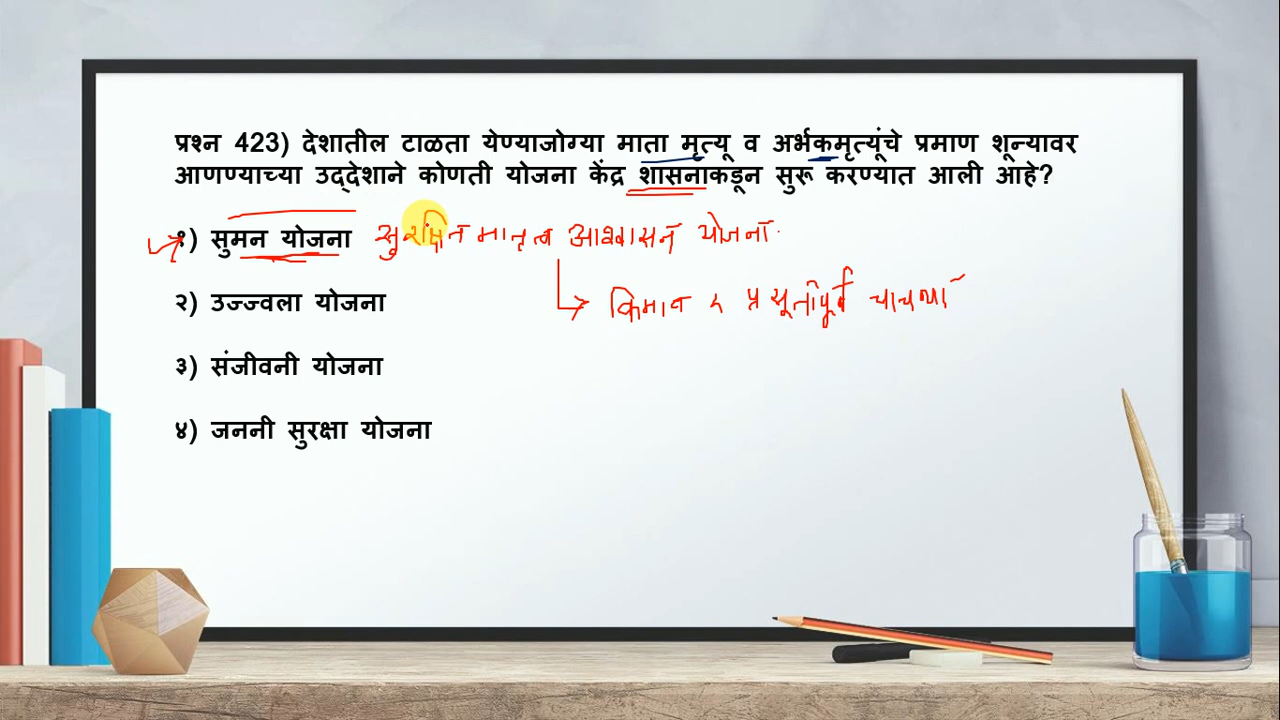 प्रश्न 423) देशातील टाळता येण्याजोग्या माता मृत्यू व अर्भकमृत्यूंचे प्रमाण शून्यावर
आणण्याच्या उद्देशाने कोणती योजना केंद्र शासनाकडून सुरू करण्यात आली आहे?
१) सुमन योजना सुरक्षित मातृत्व आश्वासन योजना
किमान ४ प्रसूतीपूर्व चाचण्या
२) उज्ज्वला योजना
३) संजीवनी योजना
४) जननी सुरक्षा योजना